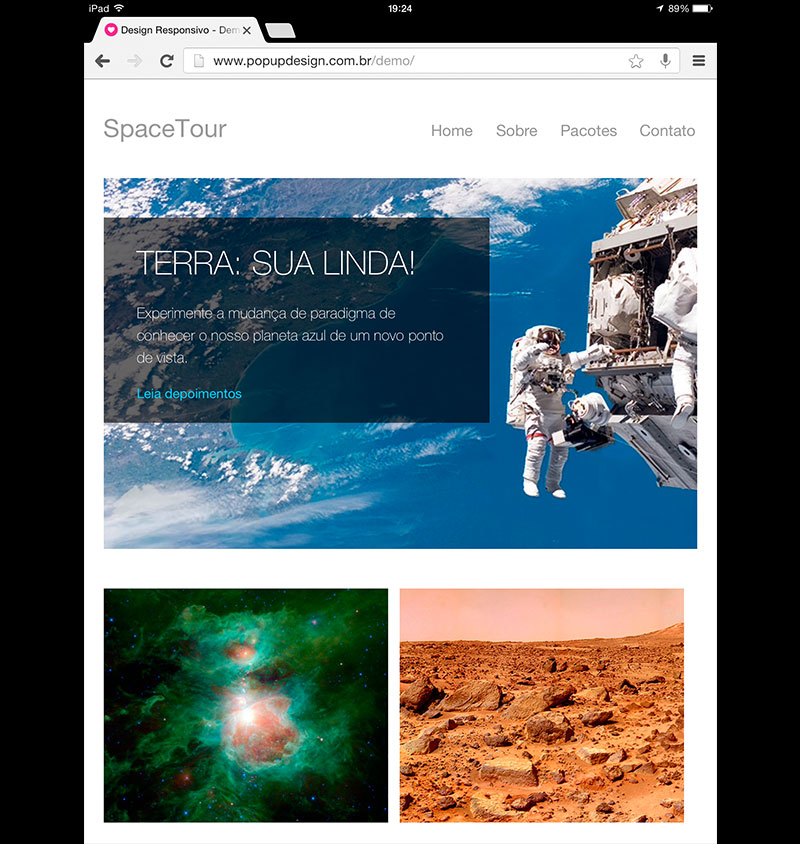 iPad 19:24 89%
Design Responsivo - Dem
www.popupdesign.com.br/demo/
SpaceTour
Home Sobre Pacotes Contato
TERRA: SUA LINDA!
Experimente a mudança de paradigma de
conhecer o nosso planeta azul de um novo ponto
de vista.
Leia depoimentos